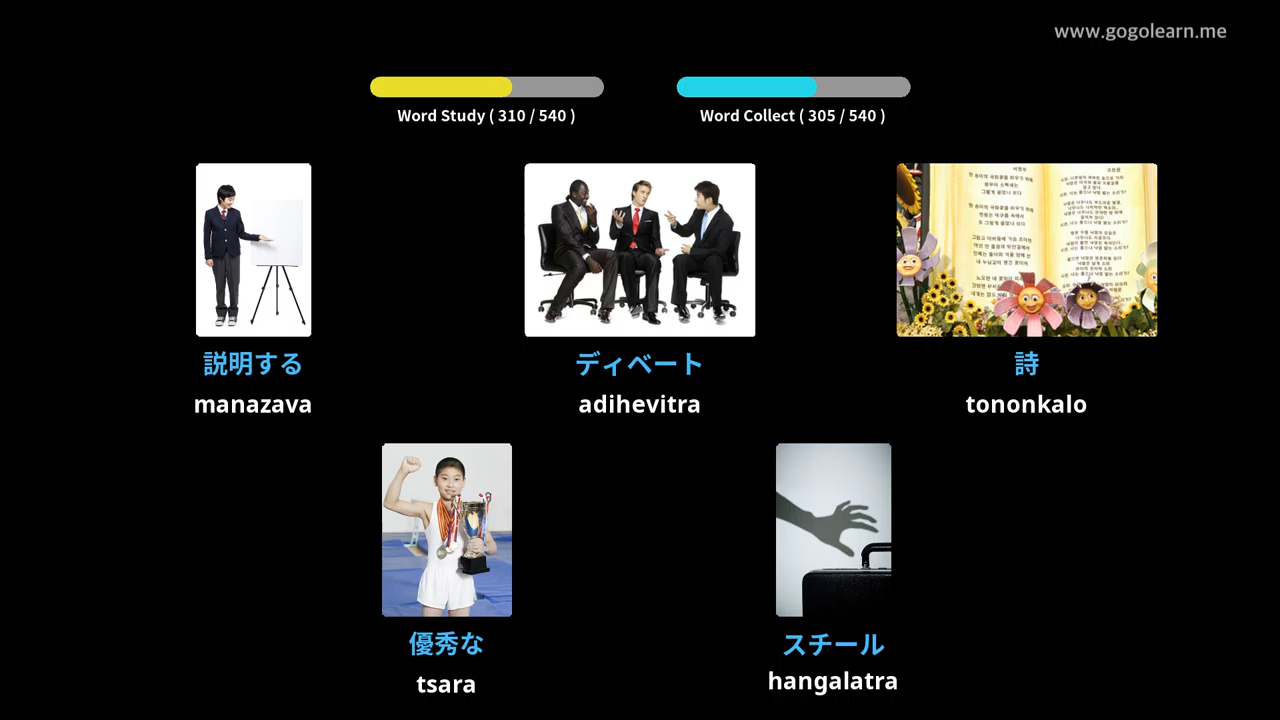 www.gogolearn.me
Word Study ( 310 / 540 )
Word Collect ( 305 / 540 )
説明する
manazava
ディベート
adihevitra
詩
tononkalo
優秀な
tsara
スチール
hangalatra